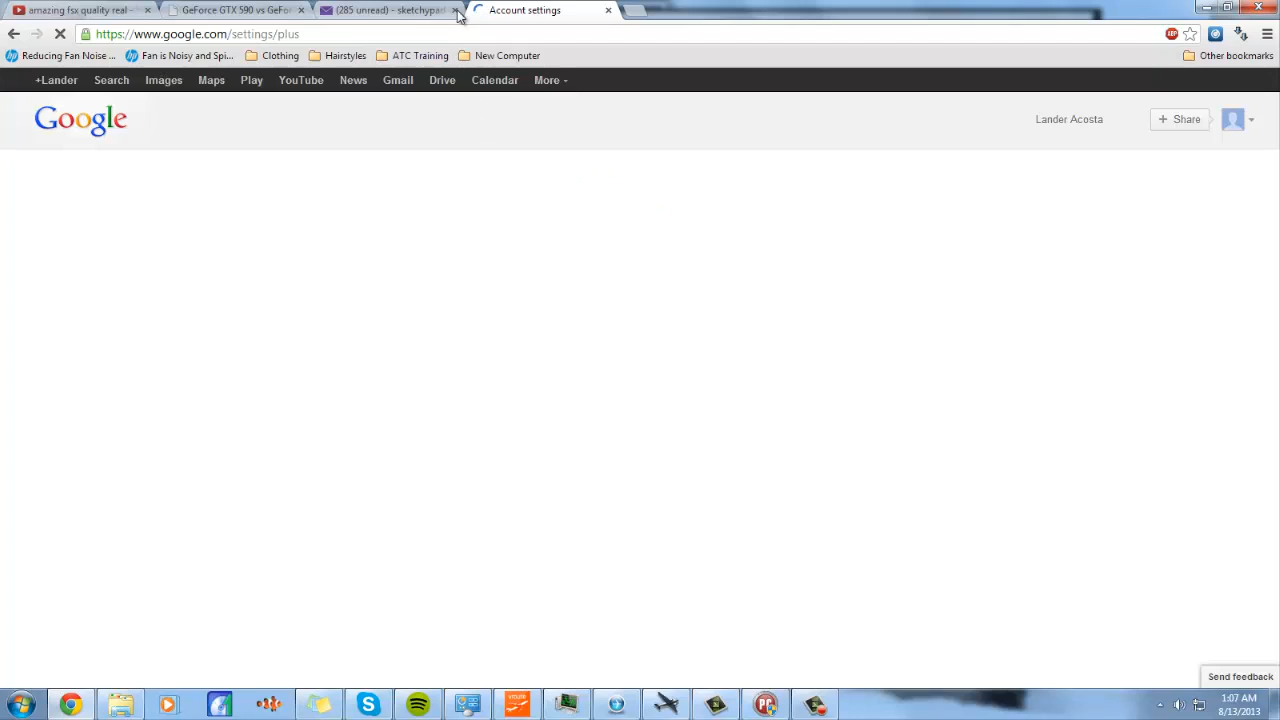 amazing fsx quality real -
GeForce GTX 590 vs GeFo
(285 unread) - sketchypad
Account settings
https://www.google.com/settings/plus
ABP
Reducing Fan Noise ...
Fan is Noisy and Spi...
Clothing
Hairstyles
ATC Training
New Computer
Other bookmarks
+Lander Search Images Maps Play YouTube News Gmail Drive Calendar More
Google
Lander Acosta
+ Share
Send feedback
1:07 AM
8/13/2013